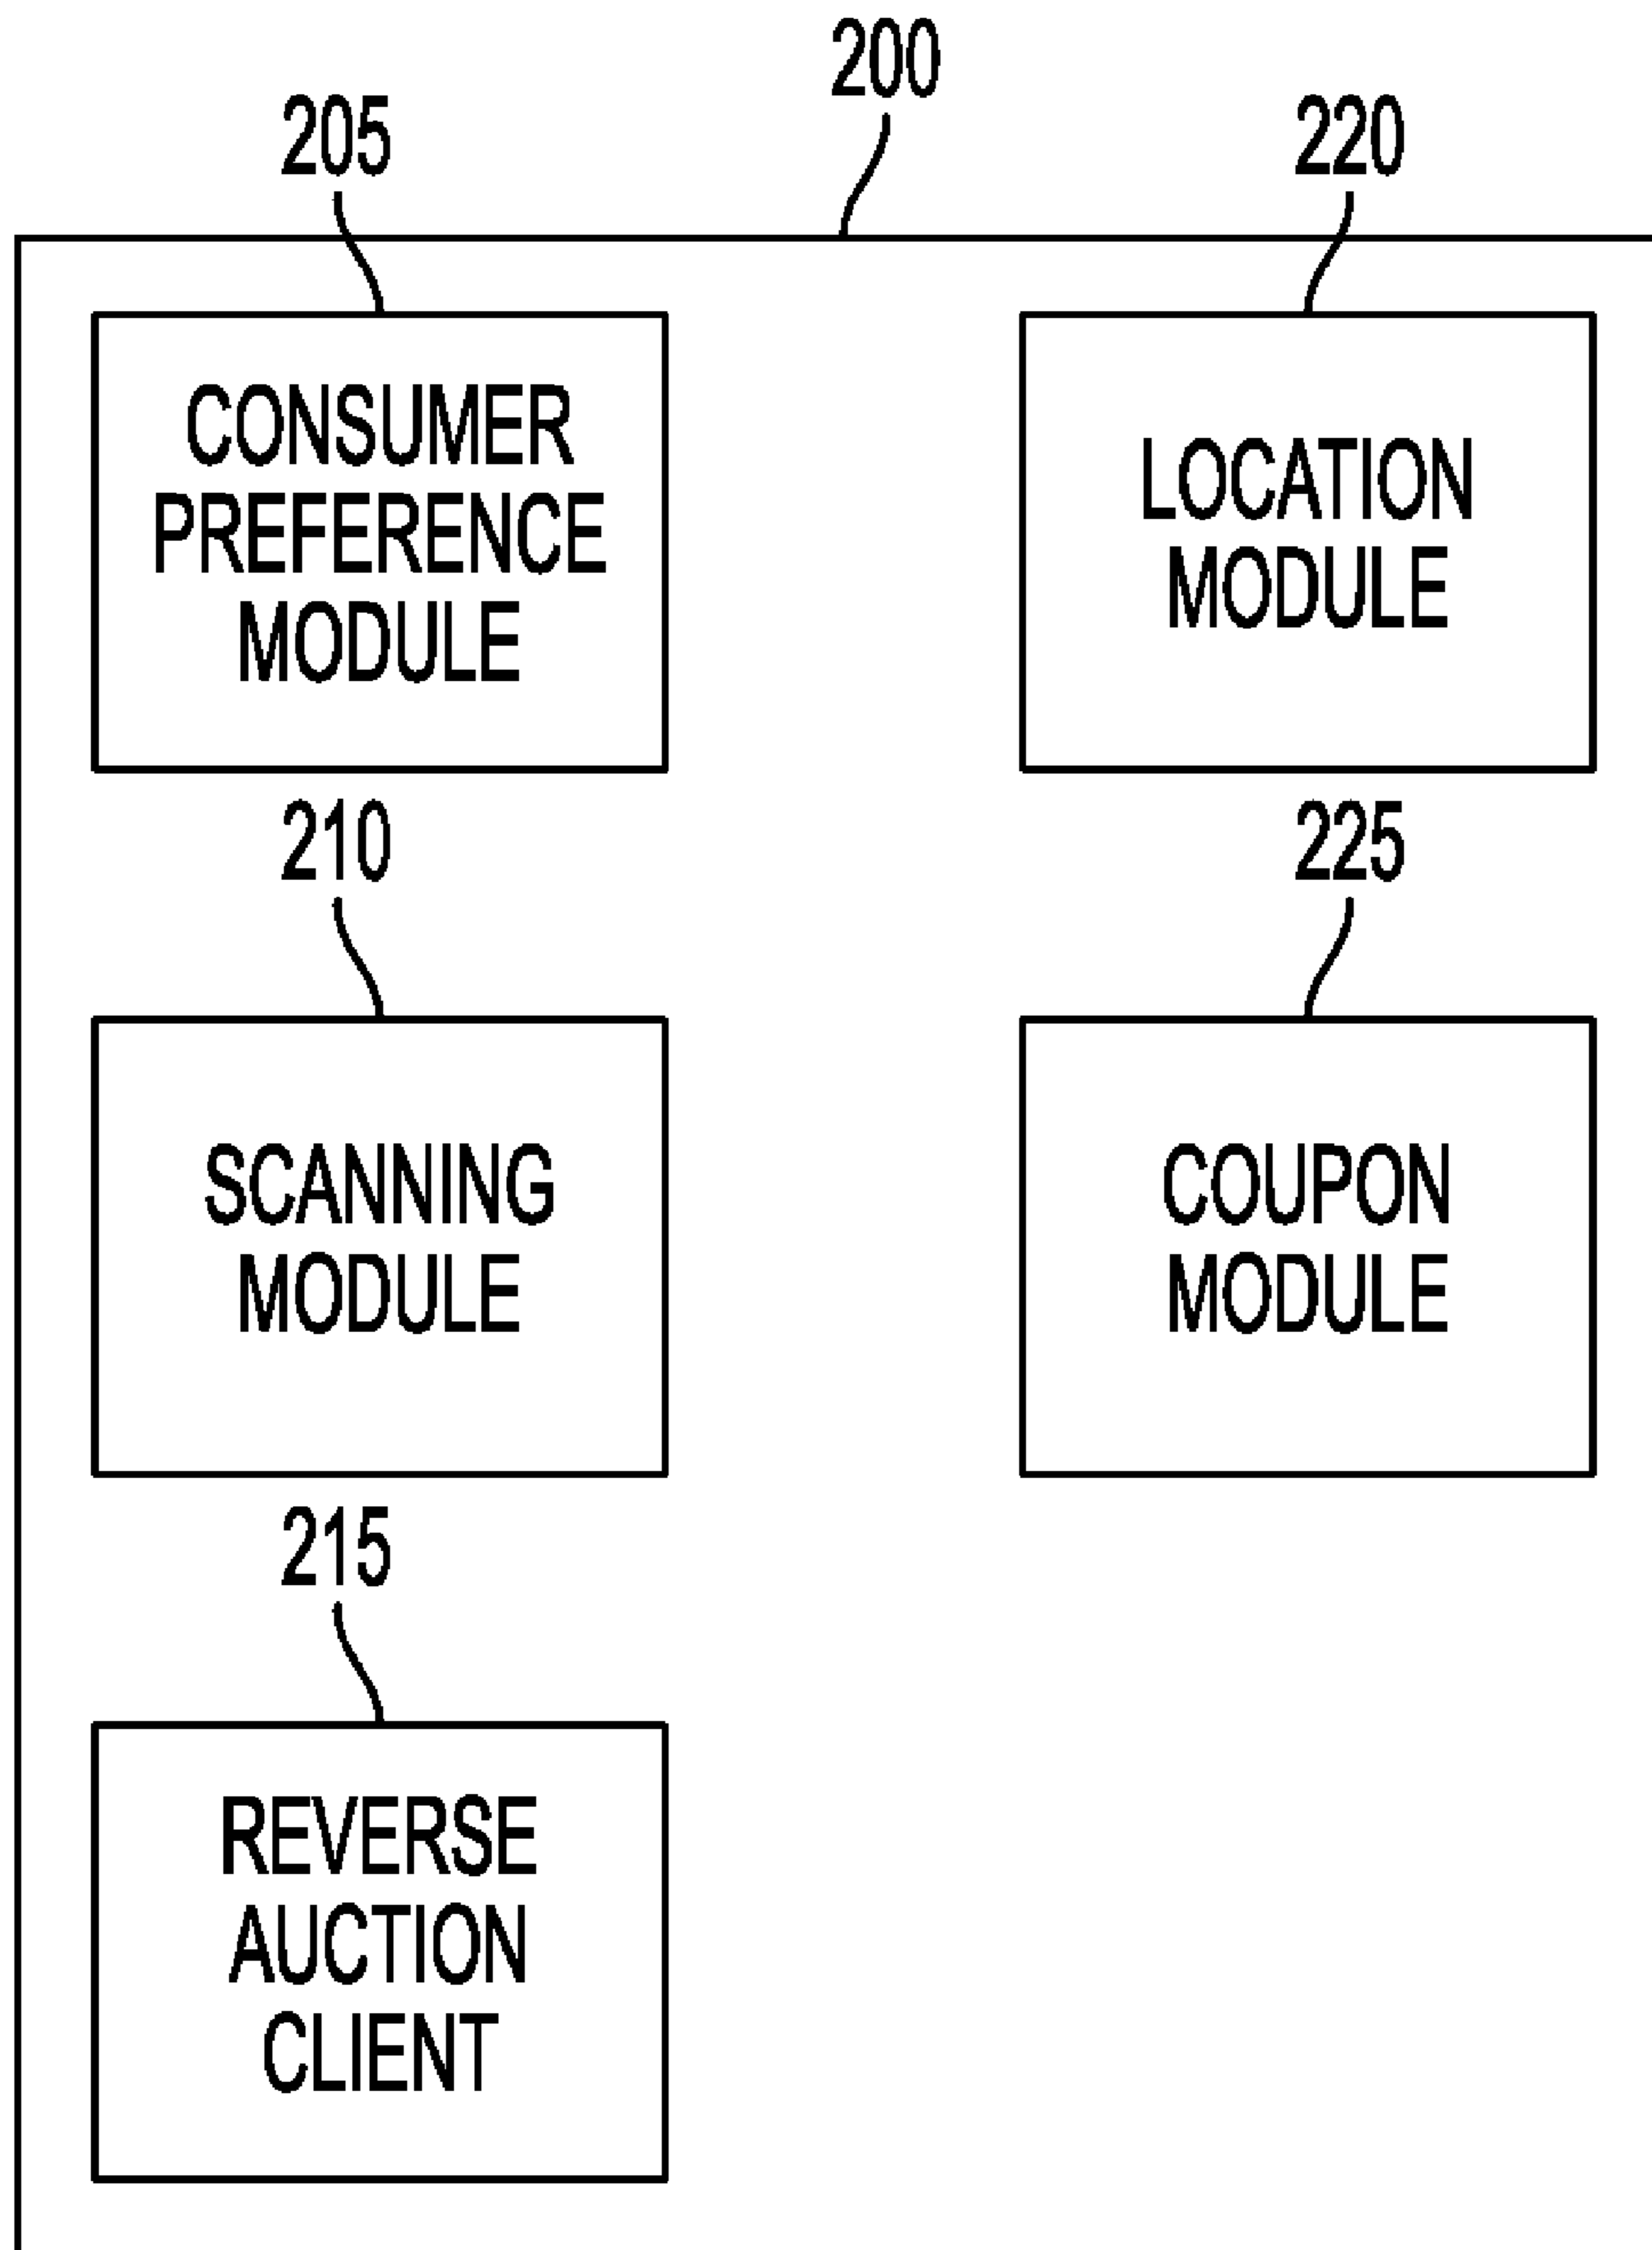 200
205
CONSUMER
PREFERENCE
MODULE
220
LOCATION
MODULE
210
SCANNING
MODULE
225
COUPON
MODULE
215
REVERSE
AUCTION
CLIENT